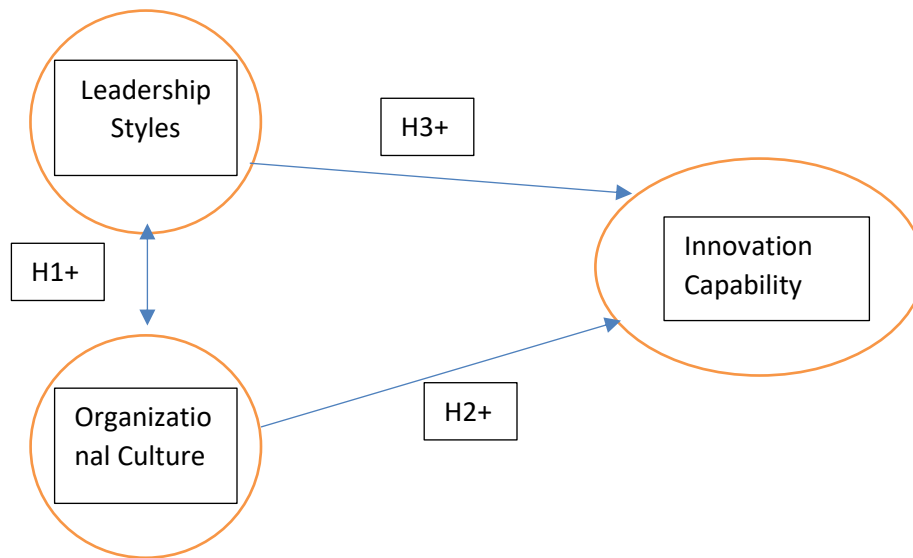 Leadership
Styles
H3+
H1+
Innovation
Capability
Organizatio
nal Culture
H2+